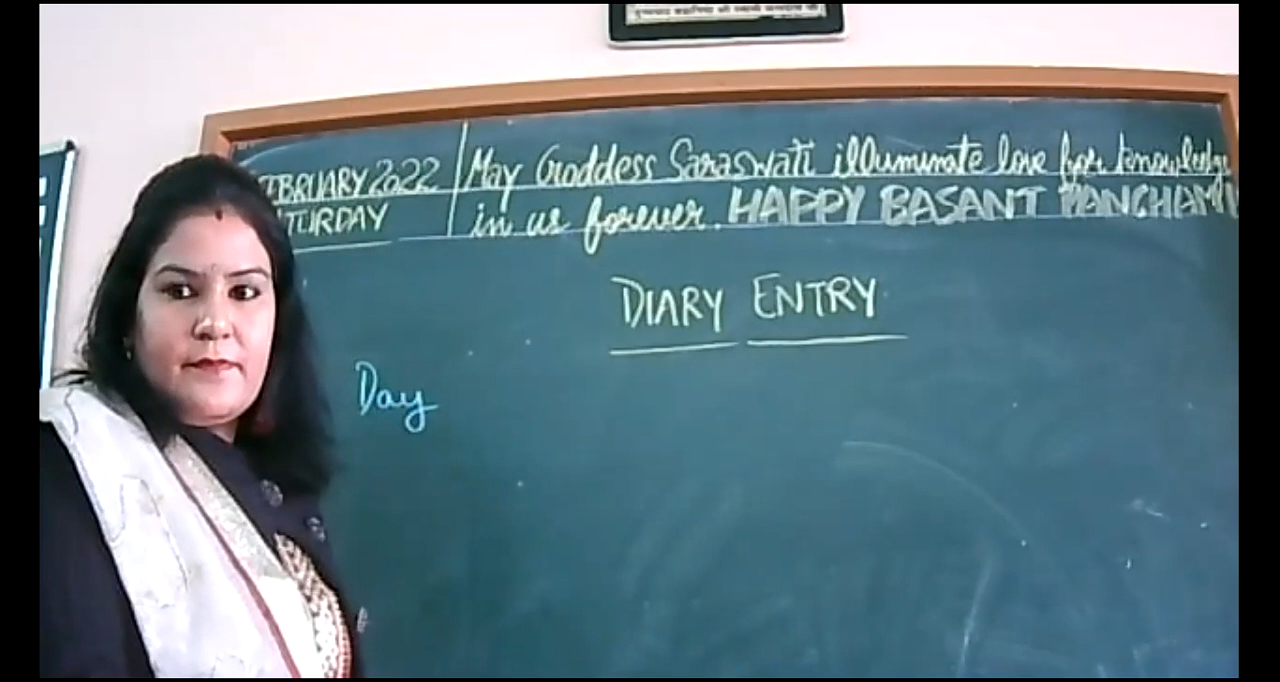 FEBRUARY 2022
SATURDAY
May Goddess Saraswati illuminate love for knowledge
in us forever. HAPPY BASANT PANCHAMI
DIARY ENTRY
Day